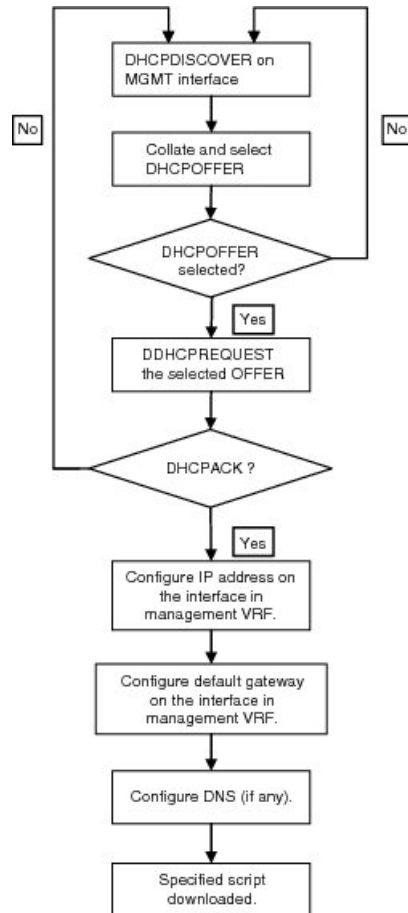 DHCPDISCOVER on
MGMT interface
No
No
Collate and select
DHCPOFFER
DHCPOFFER
selected?
Yes
DDHCPREQUEST
the selected OFFER
DHCPACK ?
Yes
Configure IP address on
the interface in
management VRF.
Configure default gateway
on the interface in
management VRF.
Configure DNS (if any).
Specified script
downloaded.